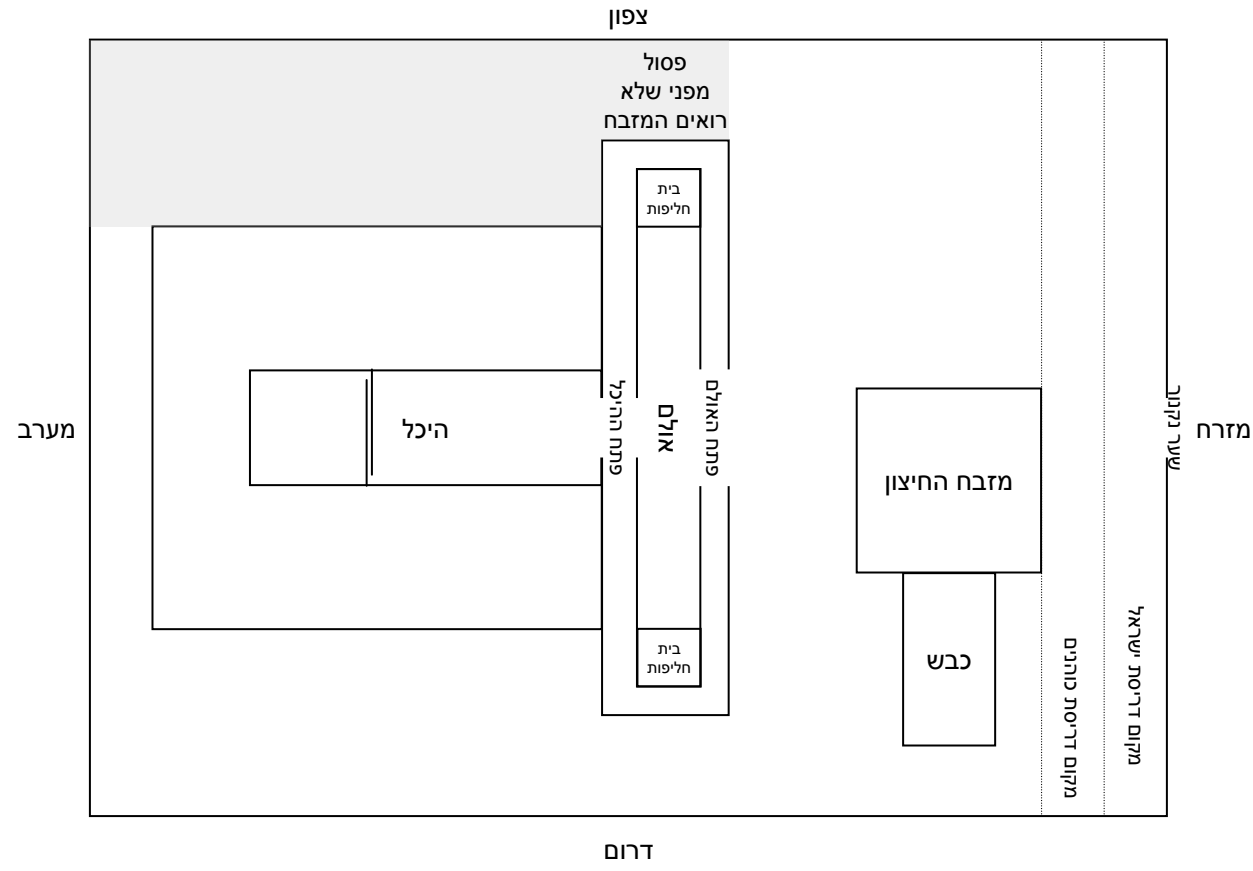 צפון
פסול
מפני שלא
רואים המזבח
בית
חליפות
מזרח
שער נקנור
פתח האולם
אולם
פתח ההיכל
היכל
מערב
מזבח החיצון
כבש
מקום דריסת ישראל
מקום דריסת כוהנים
בית
חליפות
דרום